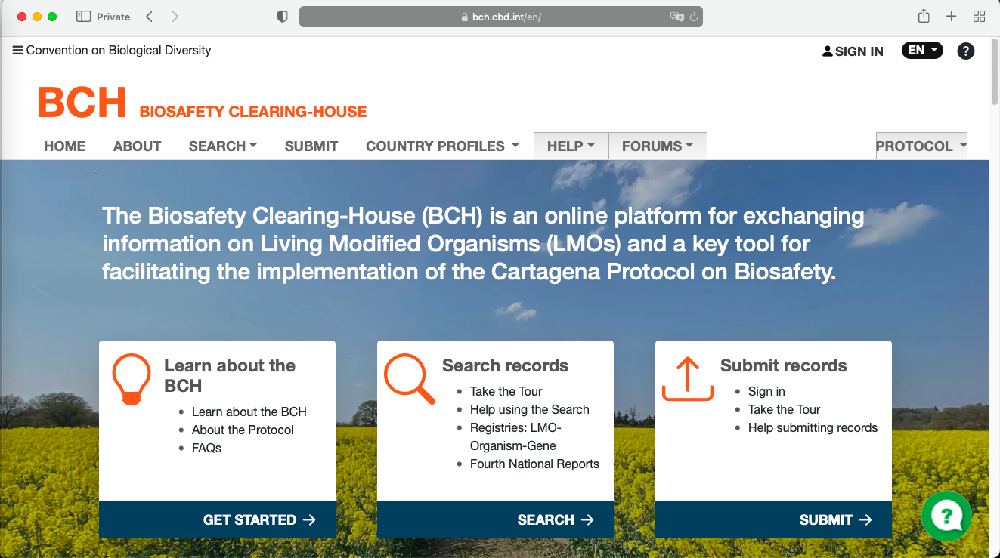 Private
bch.cbd.int/en/
Convention on Biological Diversity
SIGN IN
EN
?
BCH BIOSAFETY CLEARING-HOUSE
HOME ABOUT SEARCH SUBMIT COUNTRY PROFILES HELP FORUMS PROTOCOL
The Biosafety Clearing-House (BCH) is an online platform for exchanging
information on Living Modified Organisms (LMOs) and a key tool for
facilitating the implementation of the Cartagena Protocol on Biosafety.
Learn about the
BCH
• Learn about the BCH
• About the Protocol
• FAQs
GET STARTED →
Search records
• Take the Tour
• Help using the Search
• Registries: LMO-
Organism-Gene
• Fourth National Reports
SEARCH →
Submit records
• Sign in
• Take the Tour
• Help submitting records
SUBMIT →
?